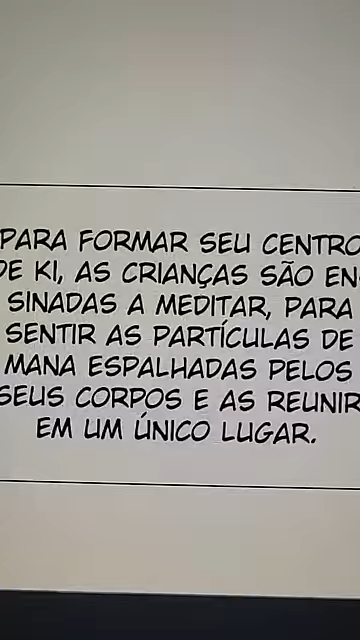 PARA FORMAR SEU CENTRO
DE KI, AS CRIANÇAS SÃO EN-
SINADAS A MEDITAR, PARA
SENTIR AS PARTÍCULAS DE
MANA ESPALHADAS PELOS
SEUS CORPOS E AS REUNIR
EM UM ÚNICO LUGAR.